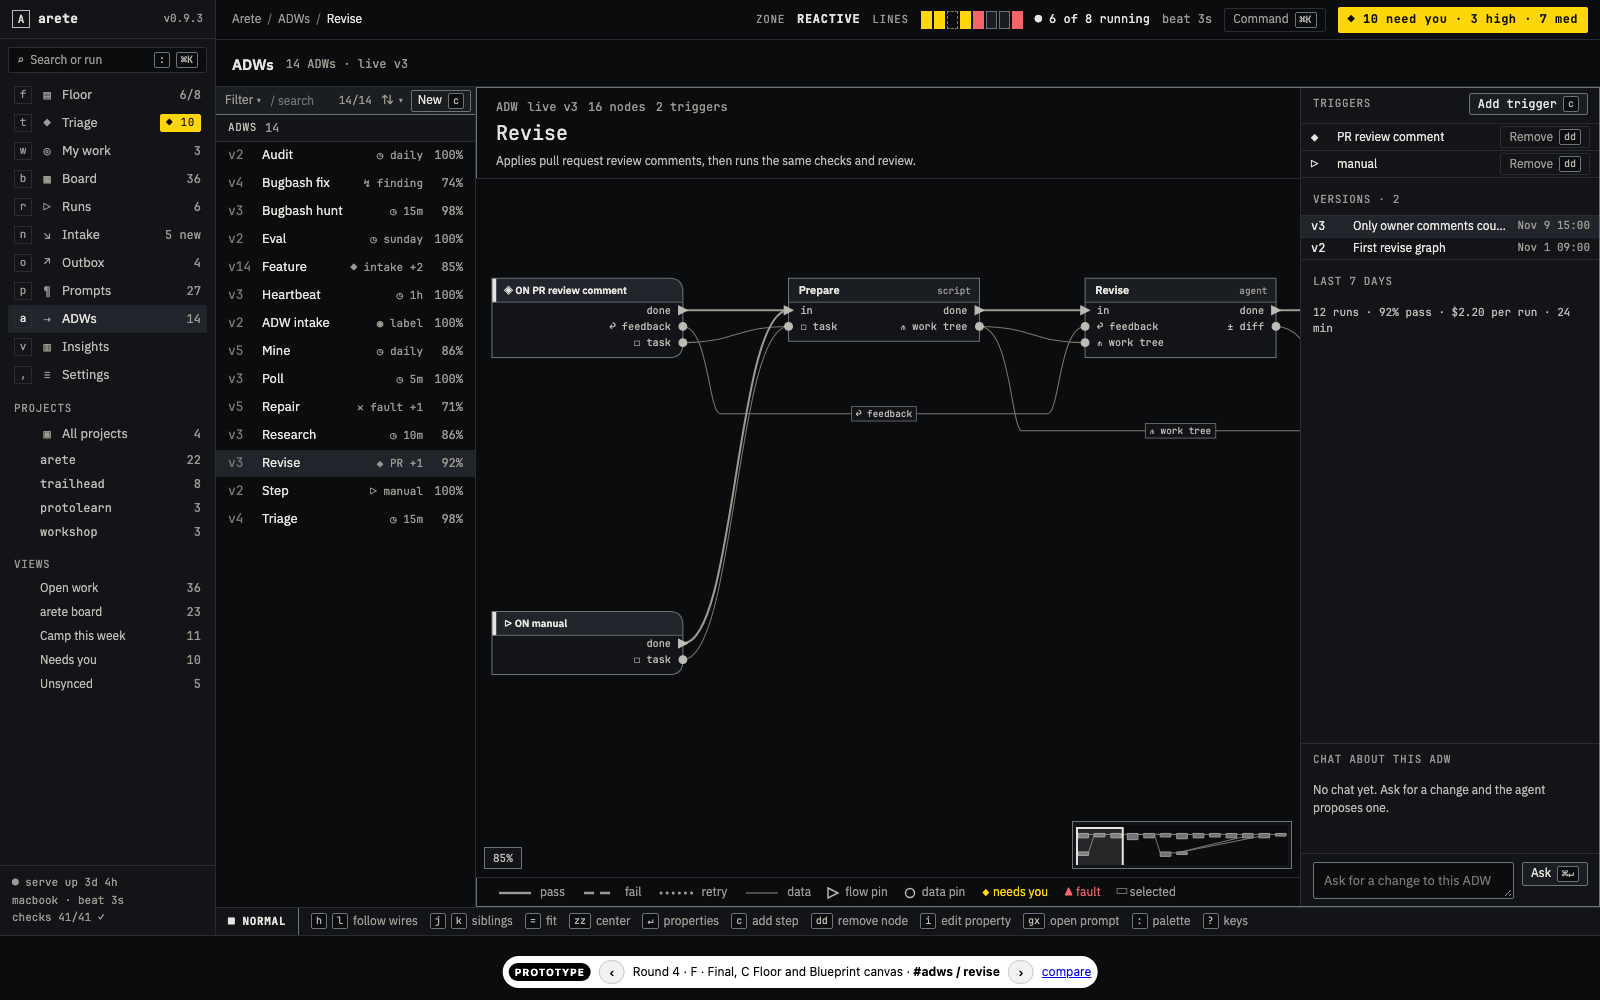 A arete v0.9.3
Search or run : ⌘K
f Floor 6/8
t Triage ◆ 10
w My work 3
b Board 36
r Runs 6
n Intake 5 new
o Outbox 4
p ¶ Prompts 27
a → ADWs 14
v Insights
, Settings
PROJECTS
All projects 4
arete 22
trailhead 8
protolearn 3
workshop 3
VIEWS
Open work 36
arete board 23
Camp this week 11
Needs you 10
Unsynced 5
serve up 3d 4h
macbook · beat 3s
checks 41/41 ✓
Arete / ADWs / Revise
ZONE REACTIVE LINES
6 of 8 running beat 3s
Command ⌘K
◆ 10 need you · 3 high · 7 med
ADWs 14 ADWs · live v3
Filter ▾ / search 14/14 ⇅ ▾ New c
ADWS 14
v2 Audit daily 100%
v4 Bugbash fix finding 74%
v3 Bugbash hunt 15m 98%
v2 Eval sunday 100%
v14 Feature ◆ intake +2 85%
v3 Heartbeat 1h 100%
v2 ADW intake label 100%
v5 Mine daily 86%
v3 Poll 5m 100%
v5 Repair × fault +1 71%
v3 Research 10m 86%
v3 Revise ◆ PR +1 92%
v2 Step ▷ manual 100%
v4 Triage 15m 98%
ADW live v3 16 nodes 2 triggers
Revise
Applies pull request review comments, then runs the same checks and review.
ON PR review comment
done
feedback
task
Prepare script
in done
task work tree
Revise agent
in done
feedback ± diff
work tree
feedback
work tree
▷ ON manual
done
task
85%
pass fail retry data flow pin data pin ◆ needs you fault selected
TRIGGERS Add trigger c
◆ PR review comment Remove dd
▷ manual Remove dd
VERSIONS · 2
v3 Only owner comments cou… Nov 9 15:00
v2 First revise graph Nov 1 09:00
LAST 7 DAYS
12 runs · 92% pass · $2.20 per run · 24
min
CHAT ABOUT THIS ADW
No chat yet. Ask for a change and the agent
proposes one.
Ask for a change to this ADW
Ask ⌘↵
■ NORMAL
h l follow wires j k siblings = fit zz center ↵ properties c add step dd remove node i edit property gx open prompt : palette ? keys
PROTOTYPE ‹ Round 4 · F · Final, C Floor and Blueprint canvas · #adws / revise › compare